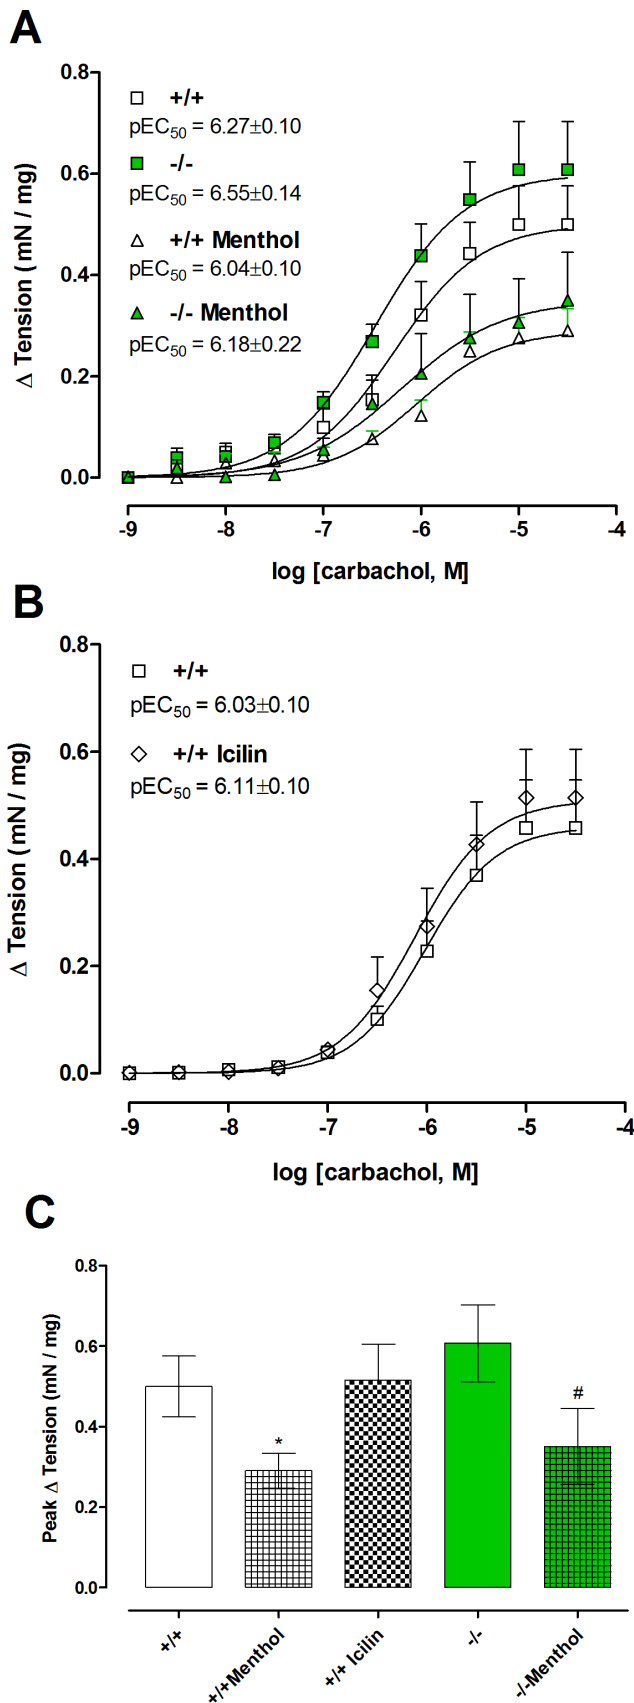 A
0.8
0.6
0.4
0.2
0.0
Δ Tension (mN / mg)
+/+
pEC50 = 6.27±0.10
-/-
pEC50 = 6.55±0.14
+/+ Menthol
pEC50 = 6.04±0.10
-/- Menthol
pEC50 = 6.18±0.22
-9 -8 -7 -6 -5 -4
log [carbachol, M]
B
0.8
0.6
0.4
0.2
0.0
Δ Tension (mN / mg)
+/+
pEC50 = 6.03±0.10
+/+ Icilin
pEC50 = 6.11±0.10
-9 -8 -7 -6 -5 -4
log [carbachol, M]
C
0.8
0.6
0.4
0.2
0.0
Peak Δ Tension (mN / mg)
*
#
+/+
+/+Menthol
+/+ Icilin
-/-
-/-Menthol